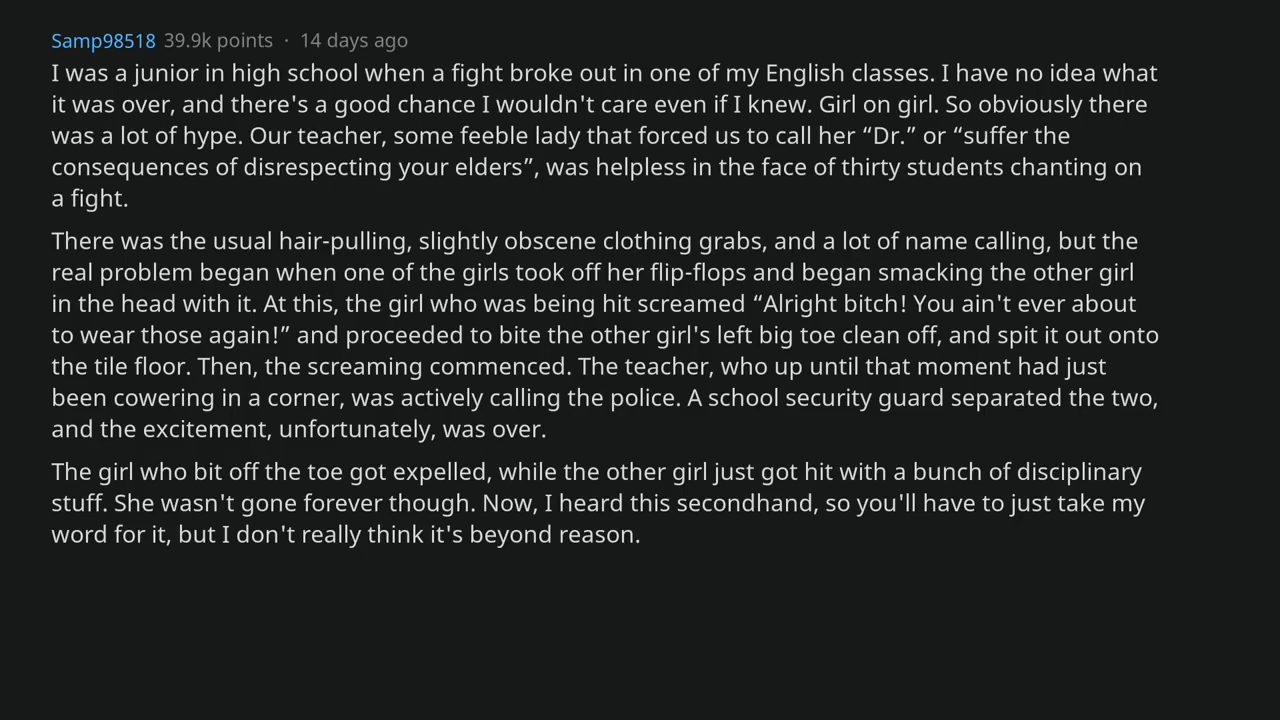 Samp98518 39.9k points · 14 days ago
I was a junior in high school when a fight broke out in one of my English classes. I have no idea what
it was over, and there's a good chance I wouldn't care even if I knew. Girl on girl. So obviously there
was a lot of hype. Our teacher, some feeble lady that forced us to call her “Dr.” or “suffer the
consequences of disrespecting your elders”, was helpless in the face of thirty students chanting on
a fight.
There was the usual hair-pulling, slightly obscene clothing grabs, and a lot of name calling, but the
real problem began when one of the girls took off her flip-flops and began smacking the other girl
in the head with it. At this, the girl who was being hit screamed “Alright bitch! You ain't ever about
to wear those again!” and proceeded to bite the other girl's left big toe clean off, and spit it out onto
the tile floor. Then, the screaming commenced. The teacher, who up until that moment had just
been cowering in a corner, was actively calling the police. A school security guard separated the two,
and the excitement, unfortunately, was over.
The girl who bit off the toe got expelled, while the other girl just got hit with a bunch of disciplinary
stuff. She wasn't gone forever though. Now, I heard this secondhand, so you'll have to just take my
word for it, but I don't really think it's beyond reason.